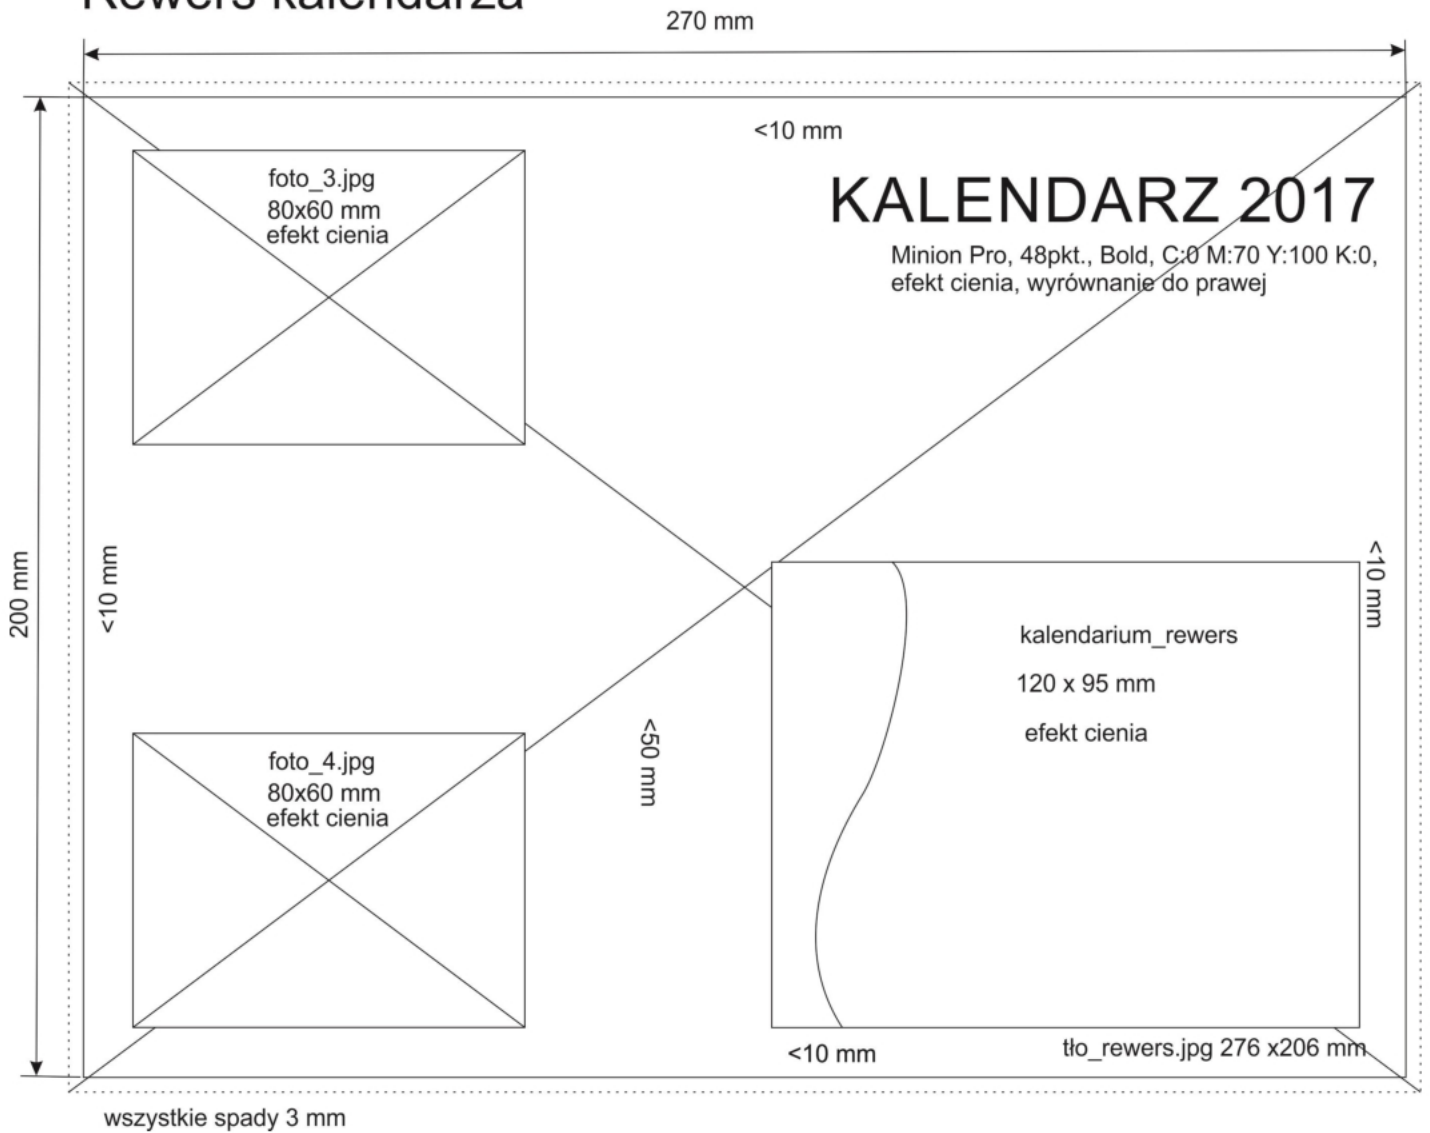 Rewers kalendarza
270 mm
<10 mm
foto_3.jpg
80x60 mm
efekt cienia
KALENDARZ 2017
Minion Pro, 48pkt., Bold, C:0 M:70 Y:100 K:0,
efekt cienia, wyrównanie do prawej
200 mm
<10 mm
<10 mm
kalendarium_rewers
120 x 95 mm
efekt cienia
<50 mm
foto_4.jpg
80x60 mm
efekt cienia
<10 mm
tło_rewers.jpg 276 x206 mm
wszystkie spady 3 mm